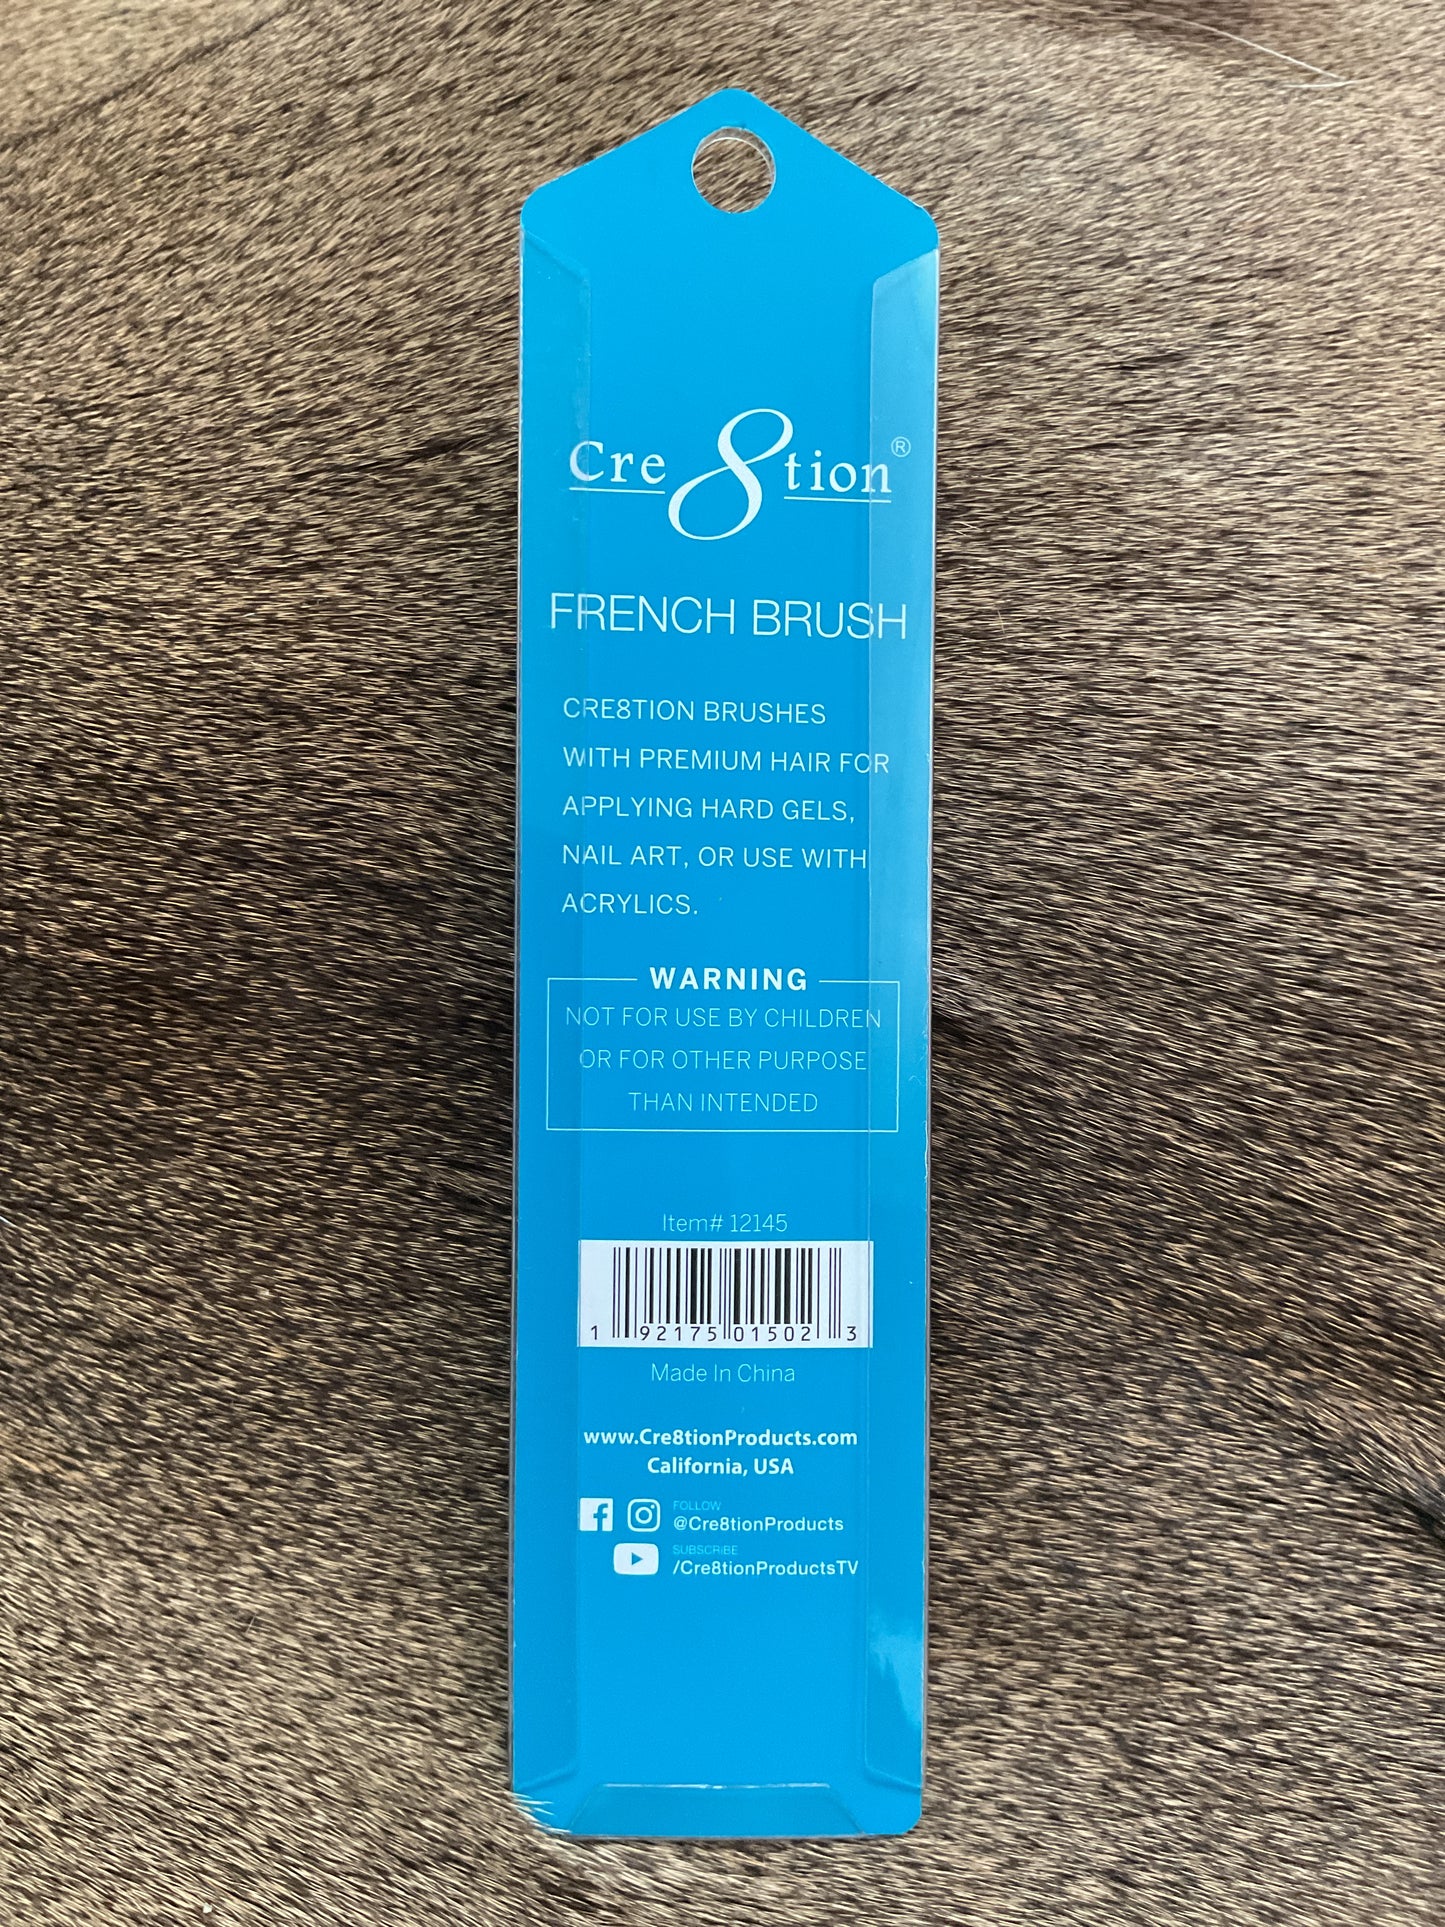 Cre8tion®
FRENCH BRUSH
CRE8TION BRUSHES
WITH PREMIUM HAIR FOR
APPLYING HARD GELS,
NAIL ART, OR USE WITH
ACRYLICS.
WARNING
NOT FOR USE BY CHILDREN
OR FOR OTHER PURPOSE
THAN INTENDED
Item# 12145
1 92175 01502 3
Made In China
www.Cre8tionProducts.com
California, USA
FOLLOW
@Cre8tionProducts
SUBSCRIBE
/Cre8tionProductsTV